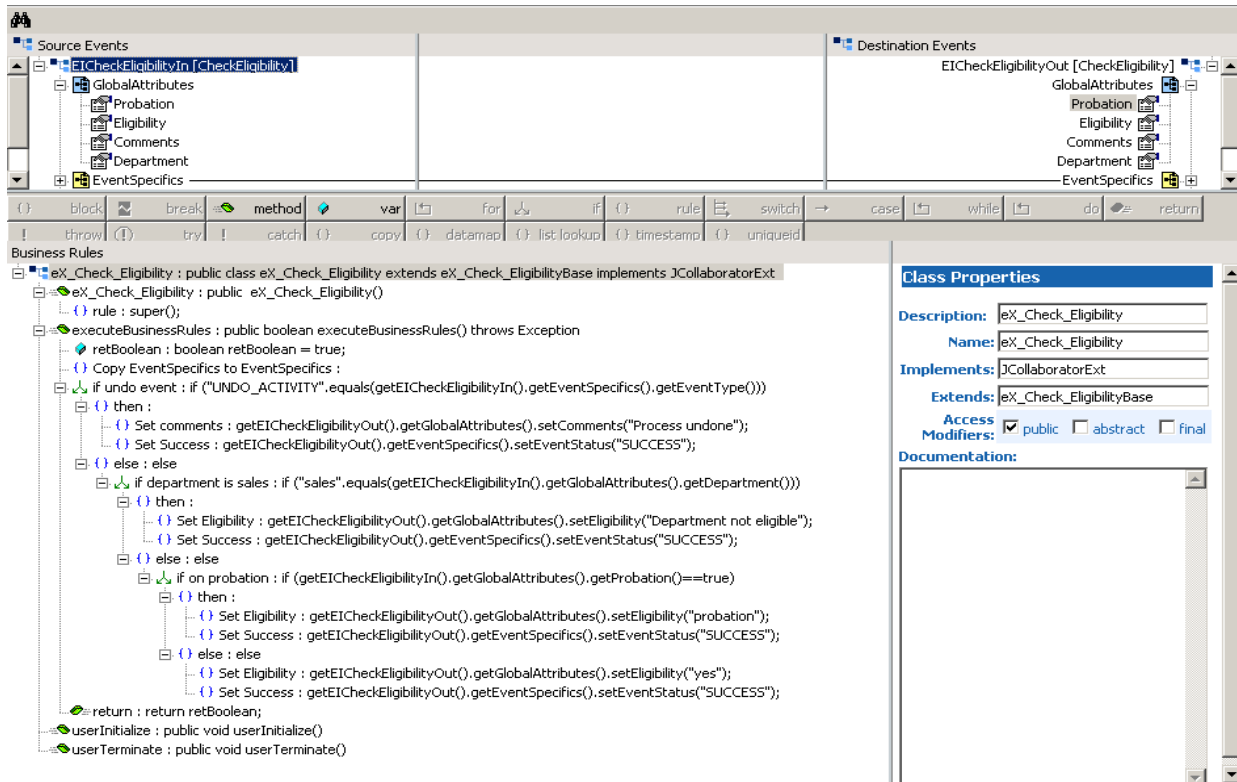 Source Events
Destination Events
EICheckEligibilityIn [CheckEligibility]
EICheckEligibilityOut [CheckEligibility]
GlobalAttributes
GlobalAttributes
Probation
Probation
Eligibility
Eligibility
Comments
Comments
Department
Department
EventSpecifics
EventSpecifics
{} block break method var for if {} rule switch case while do return
! throw try ! catch {} copy {} datamap {} list lookup {} timestamp {} uniqueid
Business Rules
eX_Check_Eligibility : public class eX_Check_Eligibility extends eX_Check_EligibilityBase implements JCollaboratorExt
eX_Check_Eligibility : public eX_Check_Eligibility()
{} rule : super();
executeBusinessRules : public boolean executeBusinessRules() throws Exception
retBoolean : boolean retBoolean = true;
{} Copy EventSpecifics to EventSpecifics :
if undo event : if ("UNDO_ACTIVITY".equals(getEICheckEligibilityIn().getEventSpecifics().getEventType()))
{} then :
{} Set comments : getEICheckEligibilityOut().getGlobalAttributes().setComments("Process undone");
{} Set Success : getEICheckEligibilityOut().getEventSpecifics().setEventStatus("SUCCESS");
{} else : else
if department is sales : if ("sales".equals(getEICheckEligibilityIn().getGlobalAttributes().getDepartment()))
{} then :
{} Set Eligibility : getEICheckEligibilityOut().getGlobalAttributes().setEligibility("Department not eligible");
{} Set Success : getEICheckEligibilityOut().getEventSpecifics().setEventStatus("SUCCESS");
{} else : else
if on probation : if (getEICheckEligibilityIn().getGlobalAttributes().getProbation()==true)
{} then :
{} Set Eligibility : getEICheckEligibilityOut().getGlobalAttributes().setEligibility("probation");
{} Set Success : getEICheckEligibilityOut().getEventSpecifics().setEventStatus("SUCCESS");
{} else : else
{} Set Eligibility : getEICheckEligibilityOut().getGlobalAttributes().setEligibility("yes");
{} Set Success : getEICheckEligibilityOut().getEventSpecifics().setEventStatus("SUCCESS");
return : return retBoolean;
userInitialize : public void userInitialize()
userTerminate : public void userTerminate()
Class Properties
Description: eX_Check_Eligibility
Name: eX_Check_Eligibility
Implements: JCollaboratorExt
Extends: eX_Check_EligibilityBase
Access Modifiers: public abstract final
Documentation: